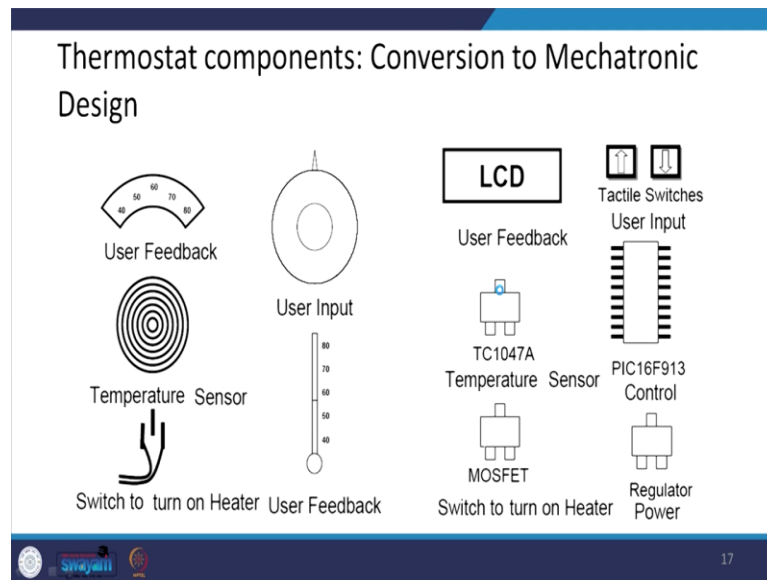 Thermostat components: Conversion to Mechatronic
Design
40 50 60 70 80
User Feedback
User Input
Temperature Sensor
80
70
60
50
40
Switch to turn on Heater
User Feedback
LCD
User Feedback
Tactile Switches
User Input
TC1047A
Temperature Sensor
PIC16F913
Control
MOSFET
Switch to turn on Heater
Regulator
Power
swayam
17